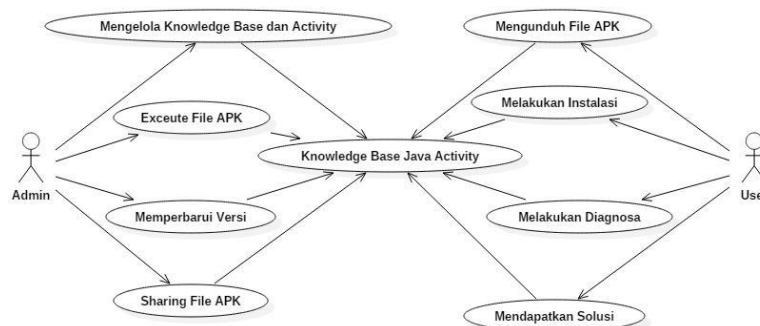 Mengelola Knowledge Base dan Activity
Mengunduh File APK
Exceute File APK
Melakukan Instalasi
Knowledge Base Java Activity
Admin
Use
Memperbarui Versi
Melakukan Diagnosa
Sharing File APK
Mendapatkan Solusi